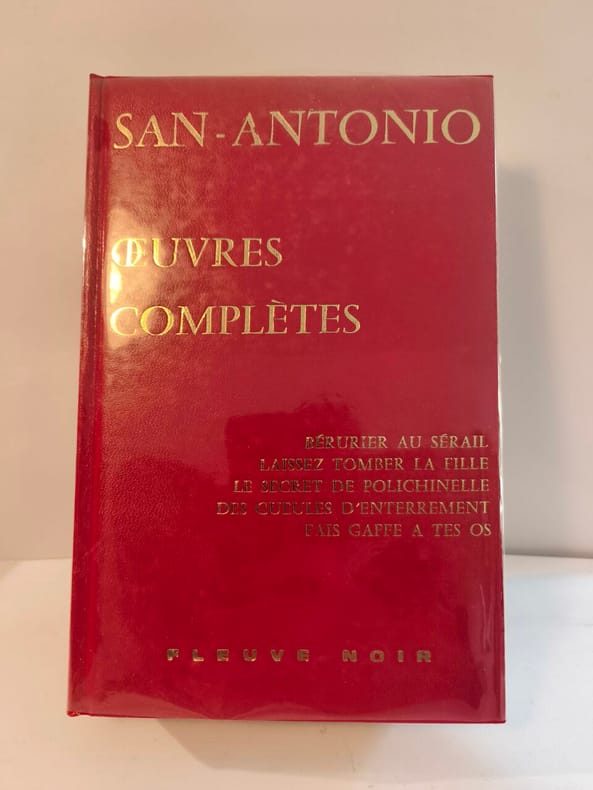 SAN-ANTONIO
ŒUVRES
COMPLÈTES
BÉRURIER AU SÉRAIL
LAISSEZ TOMBER LA FILLE
LE SECRET DE POLICHINELLE
DES GUEULES D'ENTERREMENT
FAIS GAFFE A TES OS
FLEUVE NOIR